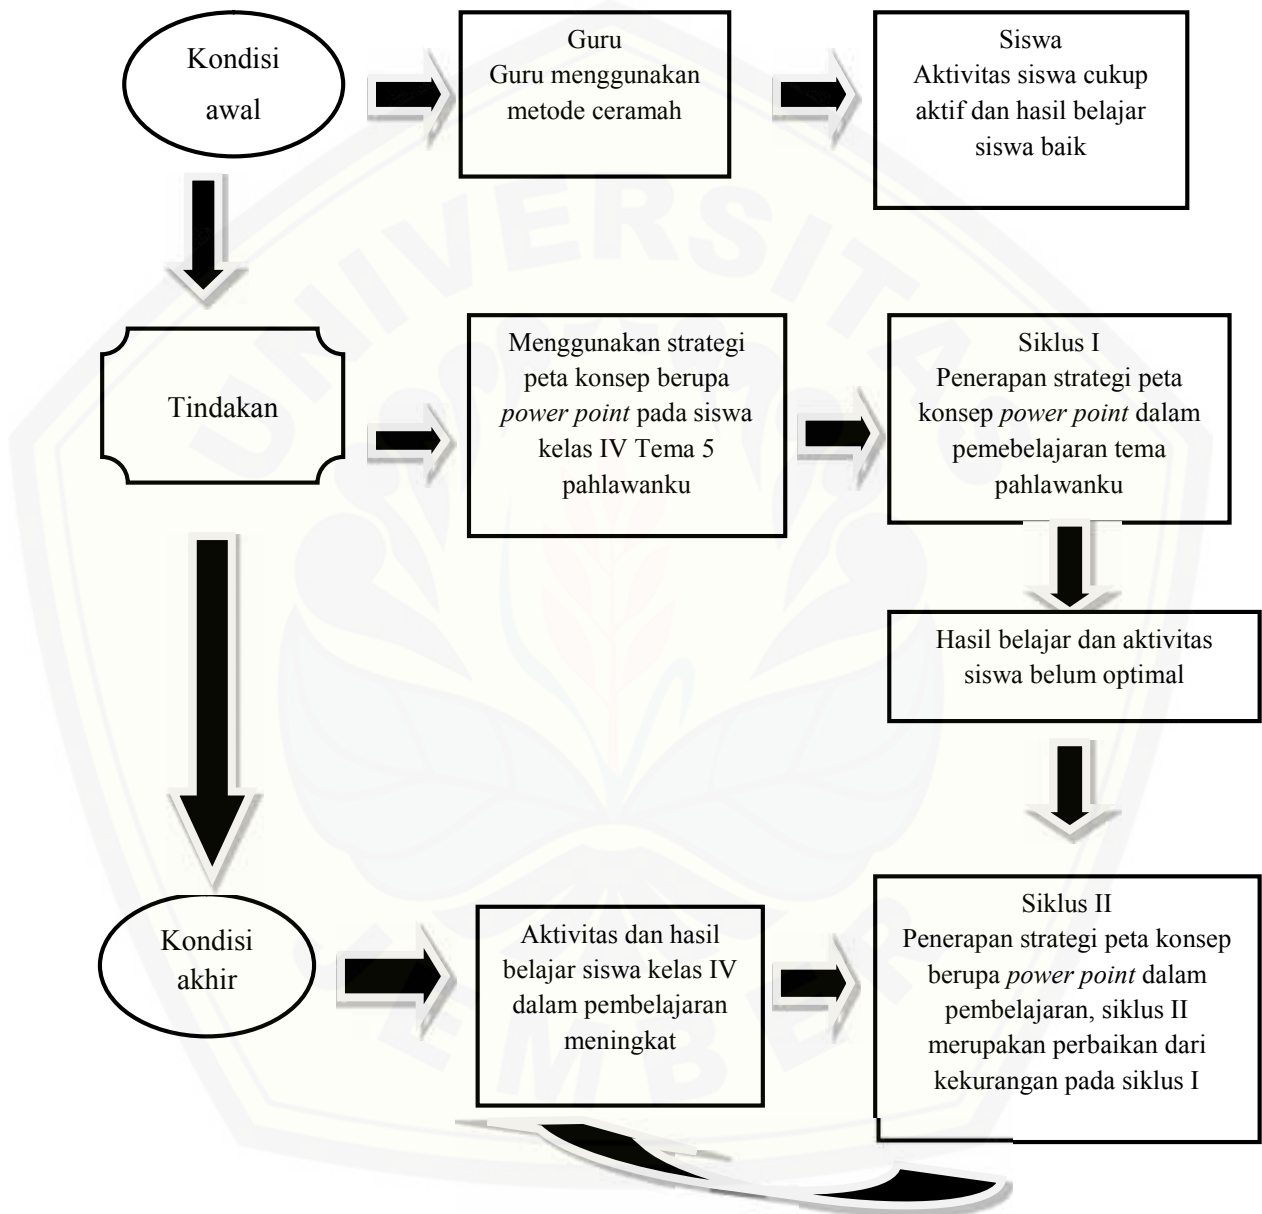 Kondisi
awal
Guru
Guru menggunakan
metode ceramah
Siswa
Aktivitas siswa cukup
aktif dan hasil belajar
siswa baik
Tindakan
Menggunakan strategi
peta konsep berupa
power point pada siswa
kelas IV Tema 5
pahlawanku
Siklus I
Penerapan strategi peta
konsep power point dalam
pemebelajaran tema
pahlawanku
Hasil belajar dan aktivitas
siswa belum optimal
Kondisi
akhir
Aktivitas dan hasil
belajar siswa kelas IV
dalam pembelajaran
meningkat
Siklus II
Penerapan strategi peta konsep
berupa power point dalam
pembelajaran, siklus II
merupakan perbaikan dari
kekurangan pada siklus I
UNIVERSITAS
JEMBER